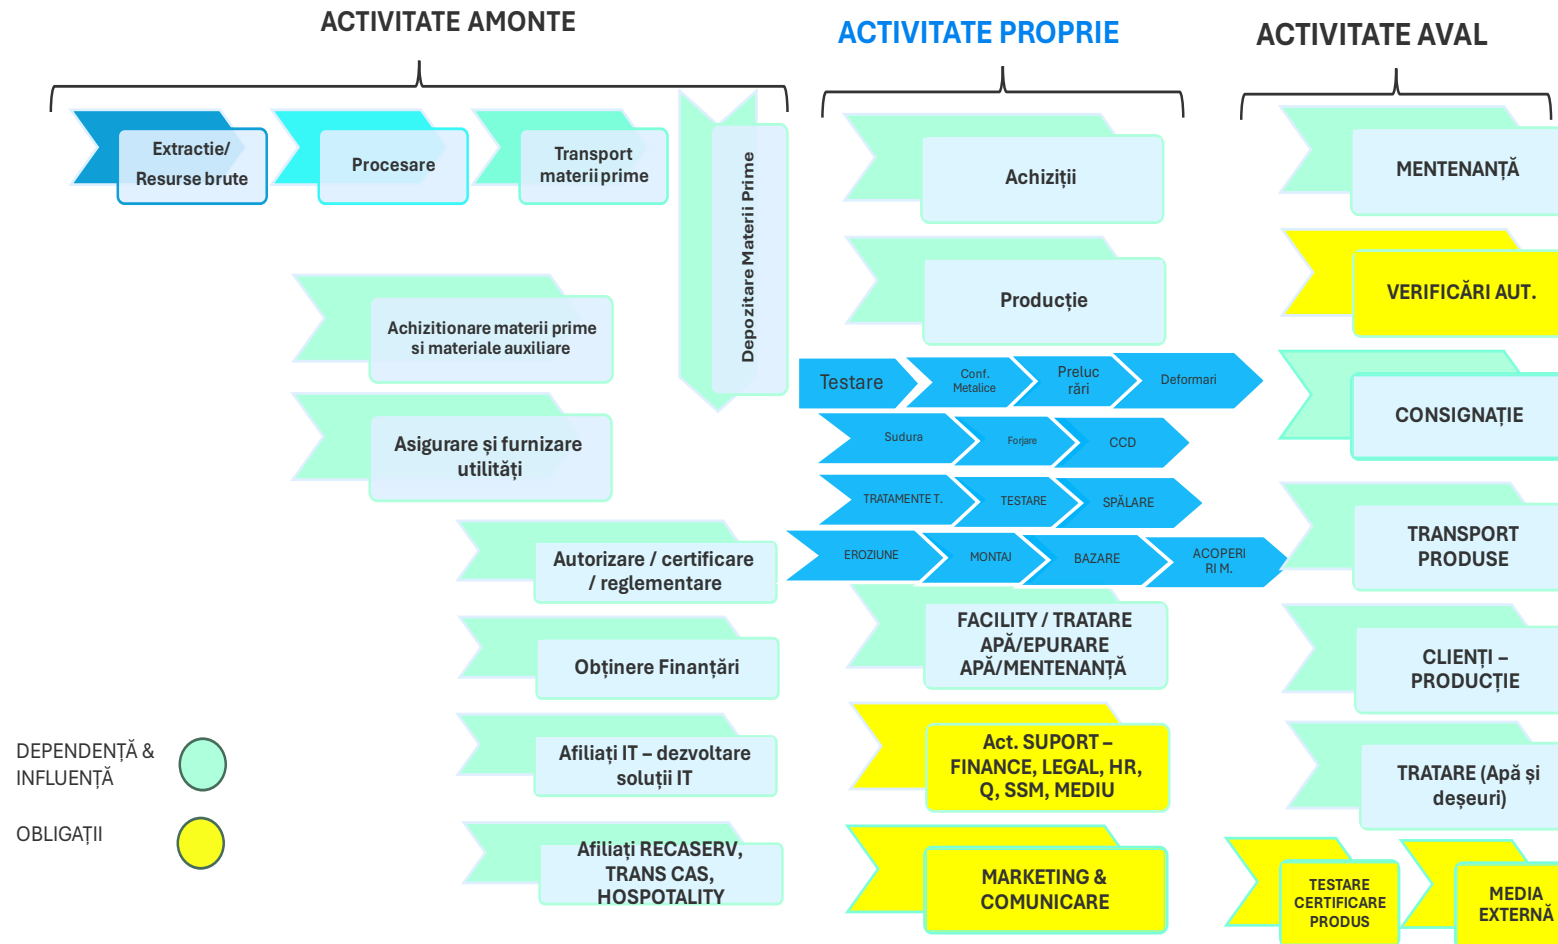 ACTIVITATE AMONTE
Extractie/
Resurse brute
Procesare
Transport
materii prime
Depozitare Materii Prime
Achizitionare materii prime
si materiale auxiliare
Asigurare și furnizare
utilități
Autorizare / certificare
/ reglementare
Obținere Finanțări
Afiliați IT – dezvoltare
soluții IT
Afiliați RECASERV,
TRANS CAS,
HOSPOTALITY
DEPENDENȚĂ &
INFLUENȚĂ
OBLIGAȚII
ACTIVITATE PROPRIE
Achiziții
Producție
Testare
Conf.
Metalice
Preluc
rări
Deformari
Sudura
Forjare
CCD
TRATAMENTE T.
TESTARE
SPĂLARE
EROZIUNE
MONTAJ
BAZARE
ACOPERI
RI M.
FACILITY / TRATARE
APĂ/EPURARE
APĂ/MENTENANȚĂ
Act. SUPORT –
FINANCE, LEGAL, HR,
Q, SSM, MEDIU
MARKETING &
COMUNICARE
ACTIVITATE AVAL
MENTENANȚĂ
VERIFICĂRI AUT.
CONSIGNAȚIE
TRANSPORT
PRODUSE
CLIENȚI –
PRODUCȚIE
TRATARE (Apă și
deșeuri)
TESTARE
CERTIFICARE
PRODUS
MEDIA
EXTERNĂ